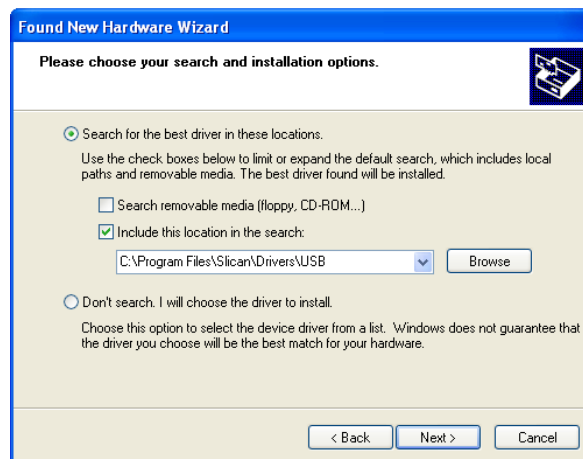 Found New Hardware Wizard
Please choose your search and installation options.
Search for the best driver in these locations.
Use the check boxes below to limit or expand the default search, which includes local
paths and removable media. The best driver found will be installed.
Search removable media (floppy, CD-ROM...)
Include this location in the search:
C:\Program Files\Slican\Drivers\USB
Browse
Don't search. I will choose the driver to install.
Choose this option to select the device driver from a list. Windows does not guarantee that
the driver you choose will be the best match for your hardware.
< Back
Next >
Cancel